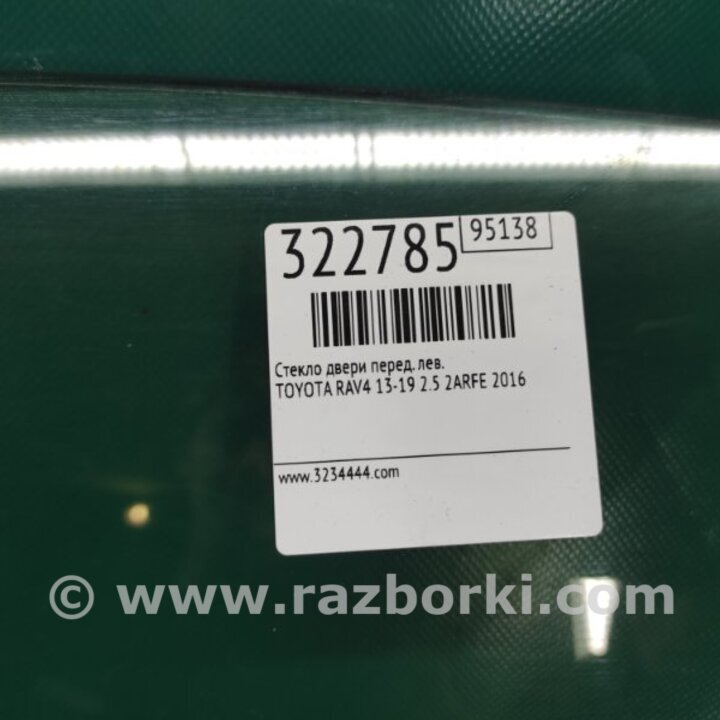 322785
95138
Стекло двери перед.лев.
TOYOTA RAV4 13-19 2.5 2ARFE 2016
www.3234444.com
© www.razborki.com